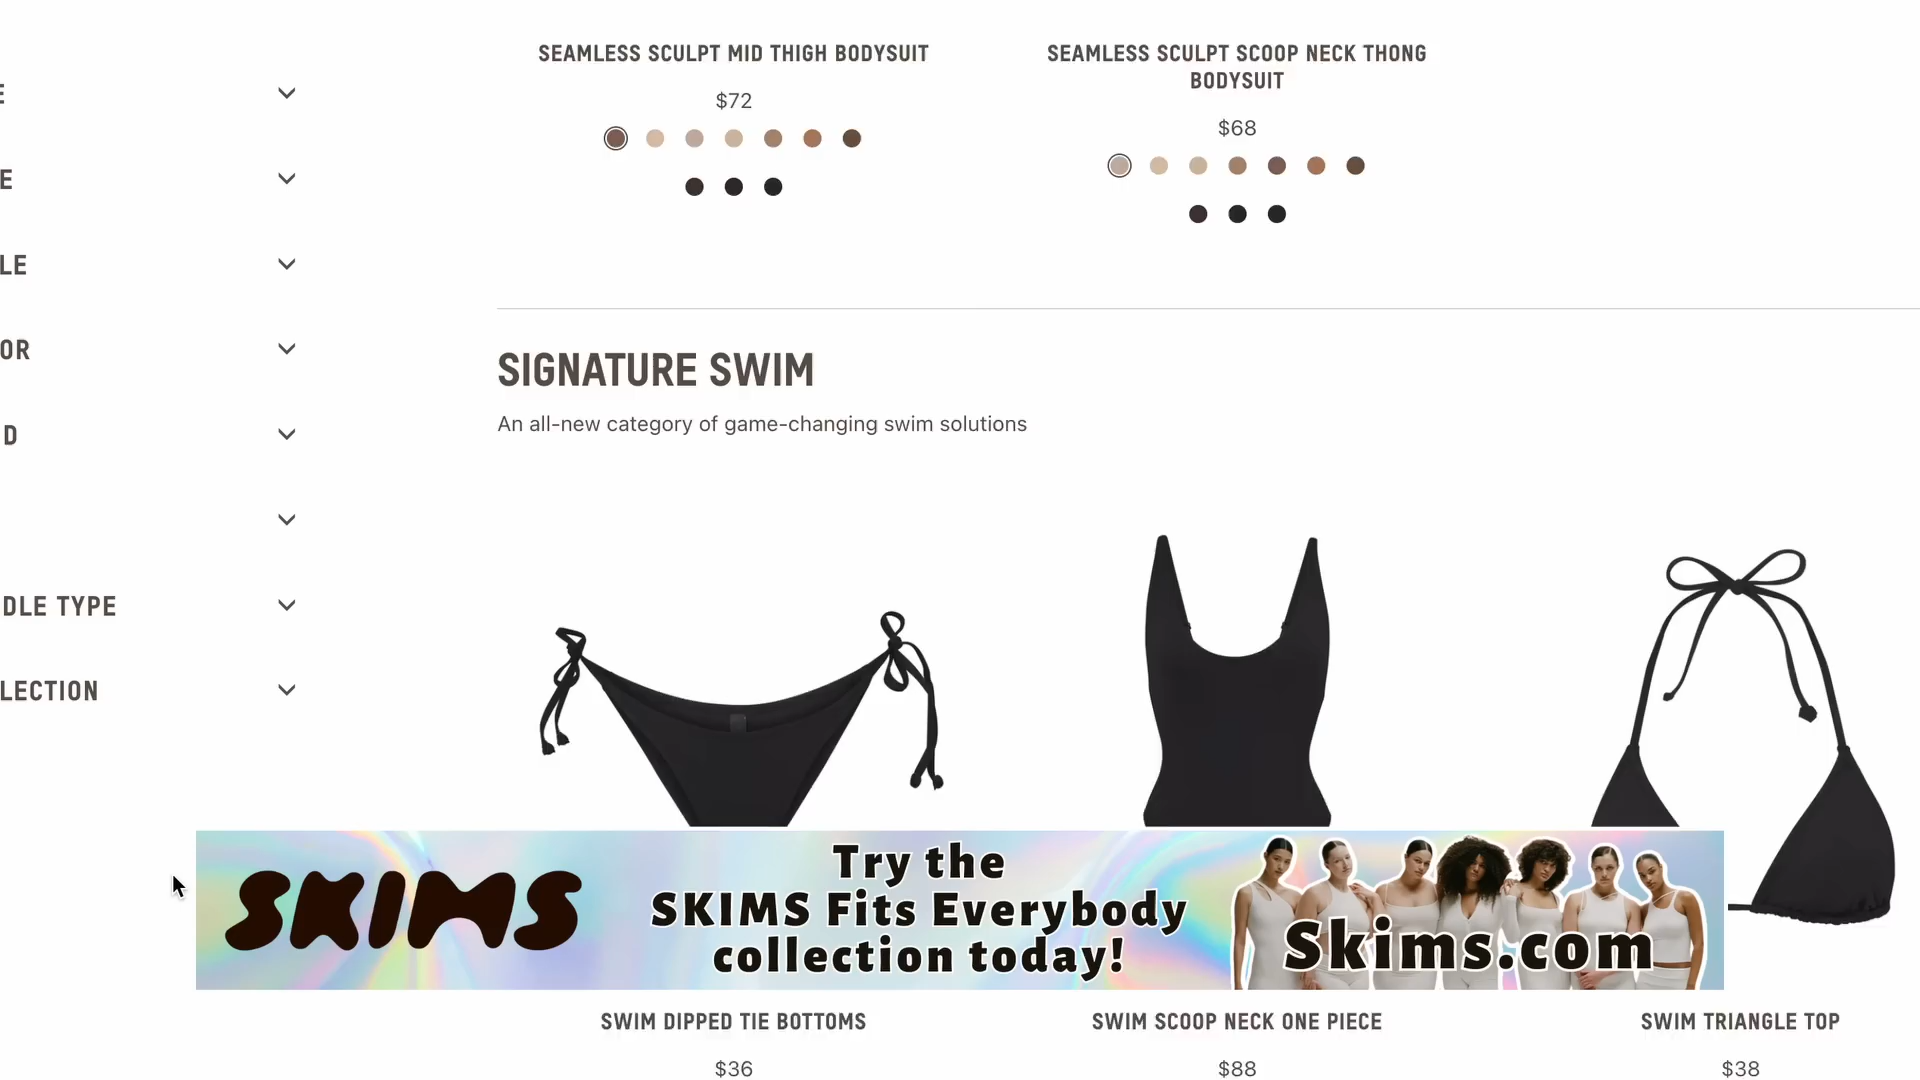 SEAMLESS SCULPT MID THIGH BODYSUIT
$72
SEAMLESS SCULPT SCOOP NECK THONG
BODYSUIT
$68
E
E
LE
OR
D
DLE TYPE
LECTION
SIGNATURE SWIM
An all-new category of game-changing swim solutions
SKIMS
Try the
SKIMS Fits Everybody
collection today!
Skims.com
SWIM DIPPED TIE BOTTOMS
$36
SWIM SCOOP NECK ONE PIECE
$88
SWIM TRIANGLE TOP
$38